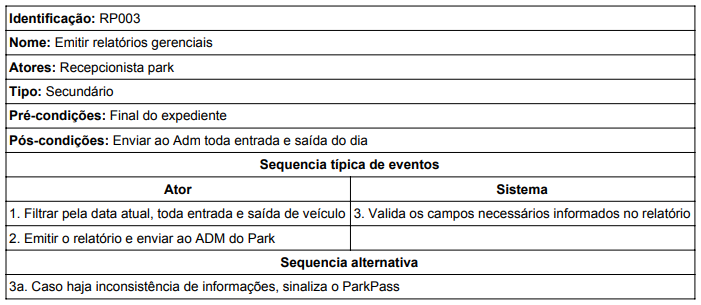 Identificação: RP003
Nome: Emitir relatórios gerenciais
Atores: Recepcionista park
Tipo: Secundário
Pré-condições: Final do expediente
Pós-condições: Enviar ao Adm toda entrada e saída do dia
Sequencia típica de eventos
Ator
Sistema
1. Filtrar pela data atual, toda entrada e saída de veículo
3. Valida os campos necessários informados no relatório
2. Emitir o relatório e enviar ao ADM do Park
Sequencia alternativa
3a. Caso haja inconsistência de informações, sinaliza o ParkPass